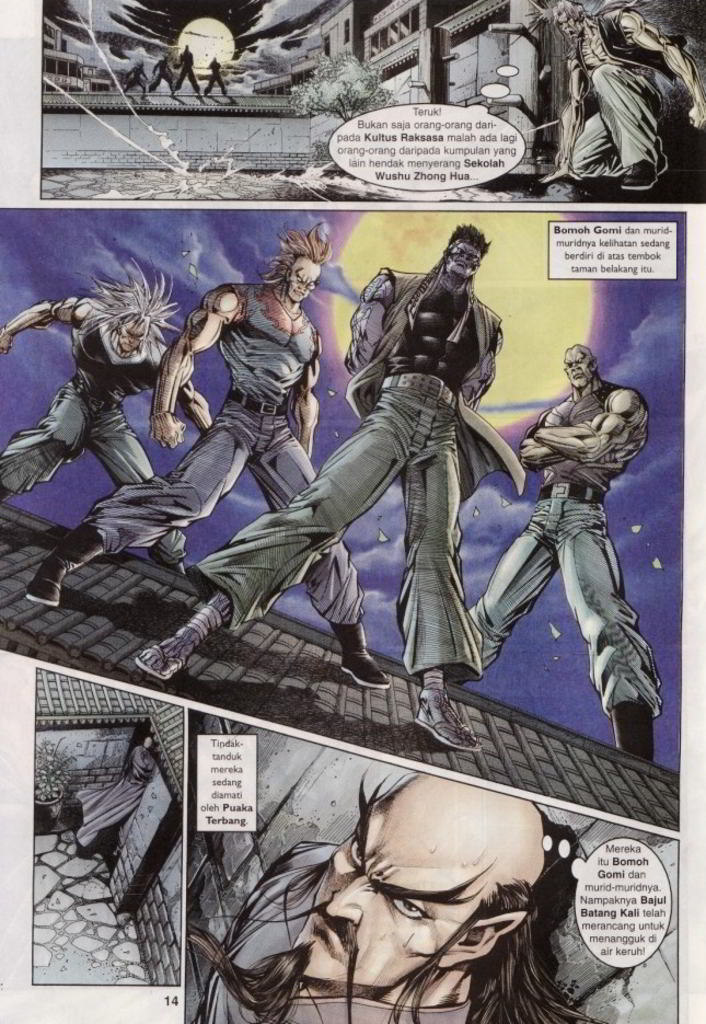 Teruk!
Bukan saja orang-orang dari-
pada Kultus Raksasa malah ada lagi
orang-orang daripada kumpulan yang
lain hendak menyerang Sekolah
Wushu Zhong Hua...
Bomoh Gomi dan murid-
muridnya kelihatan sedang
berdiri di atas tembok
taman belakang itu.
Tindak-
tanduk
mereka
sedang
diamati
oleh Puaka
Terbang.
Mereka
itu Bomoh
Gomi dan
murid-muridnya.
Nampaknya Bajul
Batang Kali telah
merancang untuk
menangguk di
air keruh!
14